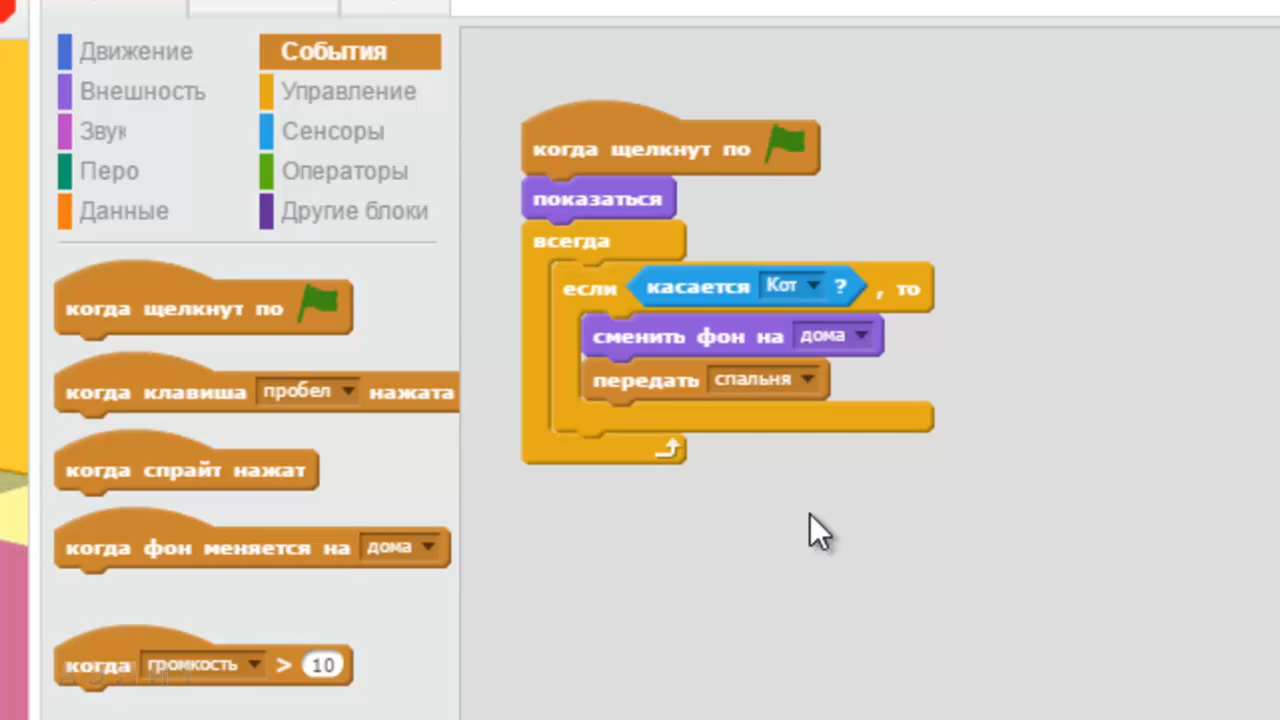 Движение
События
Внешность
Управление
Звук
Сенсоры
Перо
Операторы
Данные
Другие блоки
когда щелкнут по
когда клавиша пробел нажата
когда спрайт нажат
когда фон меняется на дома
когда громкость > 10
когда щелкнут по
показаться
всегда
если касается Кот ? , то
сменить фон на дома
передать спальня